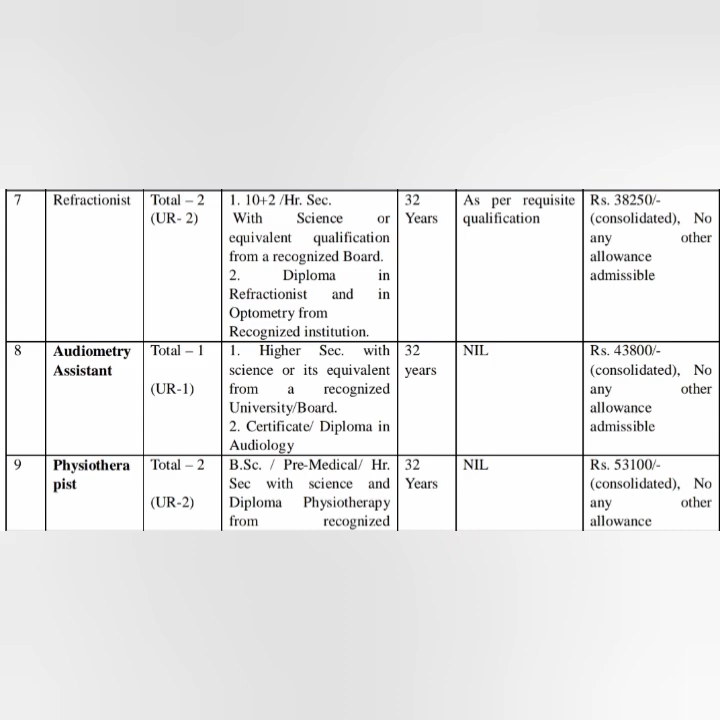 7 Refractionist Total – 2 1. 10+2 /Hr. Sec. 32 As per requisite Rs. 38250/-
(UR- 2) With Science or Years qualification (consolidated), No
equivalent qualification any other
from a recognized Board. allowance
2. Diploma in admissible
Refractionist and in
Optometry from
Recognized institution.
8 Audiometry Total – 1 1. Higher Sec. with 32 NIL Rs. 43800/-
Assistant science or its equivalent years (consolidated), No
(UR-1) from a recognized any other
University/Board. allowance
2. Certificate/ Diploma in admissible
Audiology
9 Physiothera Total – 2 B.Sc. / Pre-Medical/ Hr. 32 NIL Rs. 53100/-
pist Sec with science and Years (consolidated), No
(UR-2) Diploma Physiotherapy any other
from recognized allowance